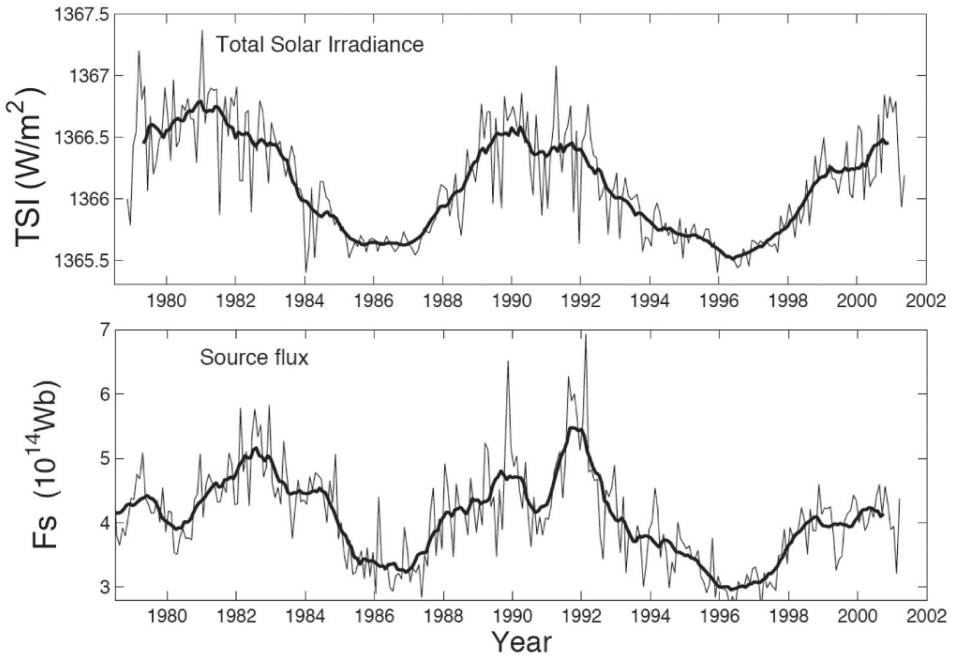 Total Solar Irradiance
TSI (W/m²)
1367.5
1367
1366.5
1366
1365.5
1980 1982 1984 1986 1988 1990 1992 1994 1996 1998 2000 2002
Source flux
Fs (10¹⁴Wb)
7
6
5
4
3
1980 1982 1984 1986 1988 1990 1992 1994 1996 1998 2000 2002
Year